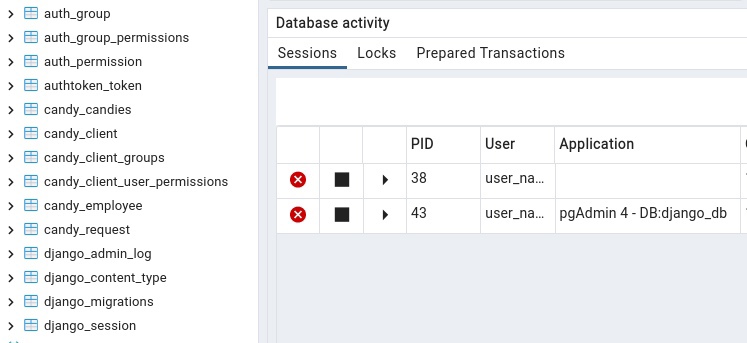 auth_group
auth_group_permissions
auth_permission
authtoken_token
candy_candies
candy_client
candy_client_groups
candy_client_user_permissions
candy_employee
candy_request
django_admin_log
django_content_type
django_migrations
django_session
Database activity
Sessions Locks Prepared Transactions
PID User Application
38 user_na...
43 user_na... pgAdmin 4 - DB:django_db